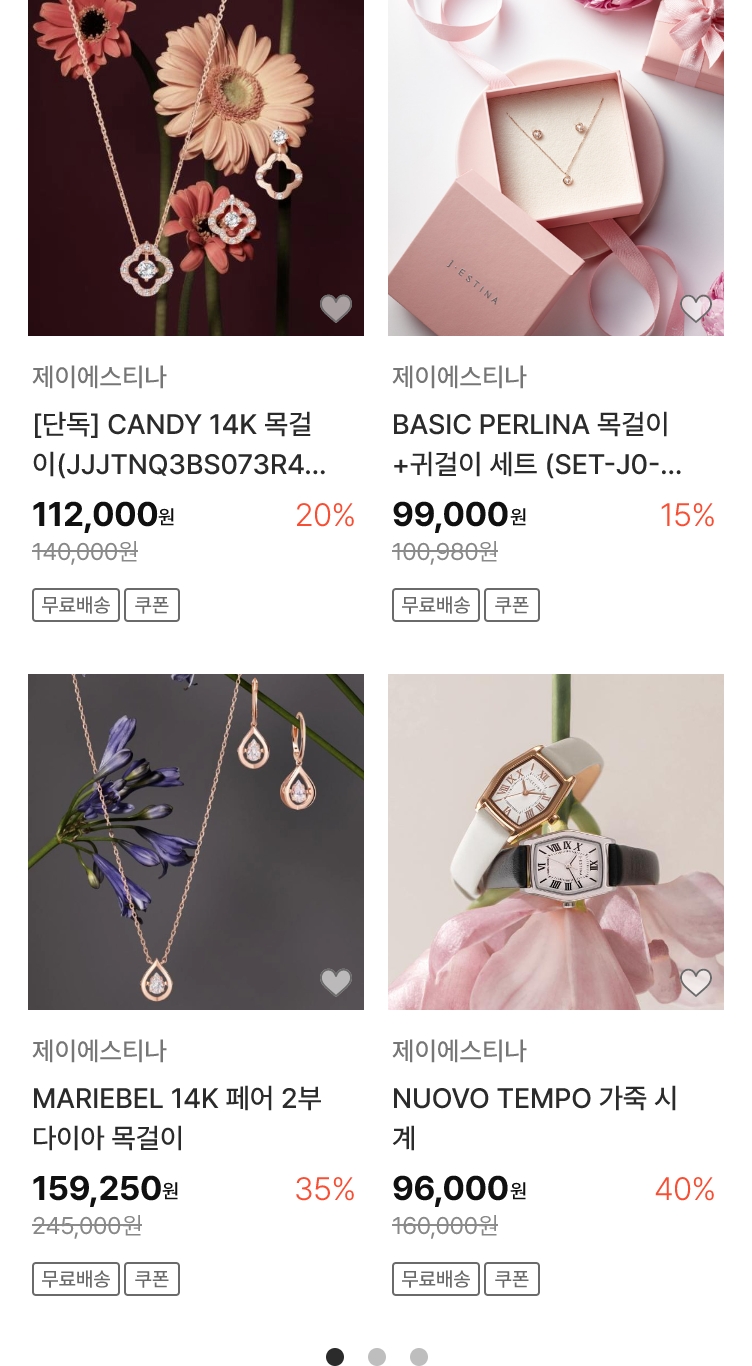 J·ESTINA
제이에스티나
[단독] CANDY 14K 목걸
이(JJJTNQ3BS073R4...
112,000원 20%
140,000원
무료배송 쿠폰
제이에스티나
BASIC PERLINA 목걸이
+귀걸이 세트 (SET-J0-...
99,000원 15%
100,980원
무료배송 쿠폰
제이에스티나
MARIEBEL 14K 페어 2부
다이아 목걸이
159,250원 35%
245,000원
무료배송 쿠폰
제이에스티나
NUOVO TEMPO 가죽 시
계
96,000원 40%
160,000원
무료배송 쿠폰